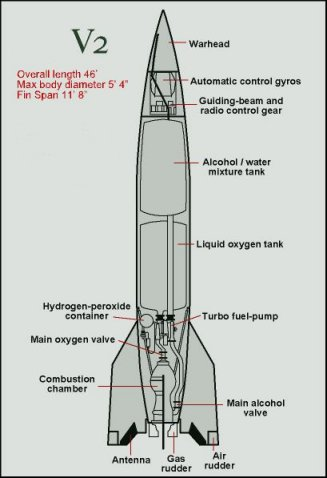 V2
Overall length 46'
Max body diameter 5' 4"
Fin Span 11' 8"
Warhead
Automatic control gyros
Guiding-beam and
radio control gear
Alcohol / water
mixture tank
Liquid oxygen tank
Hydrogen-peroxide
container
Turbo fuel-pump
Main oxygen valve
Combustion
chamber
Main alcohol
valve
Antenna
Gas
rudder
Air
rudder